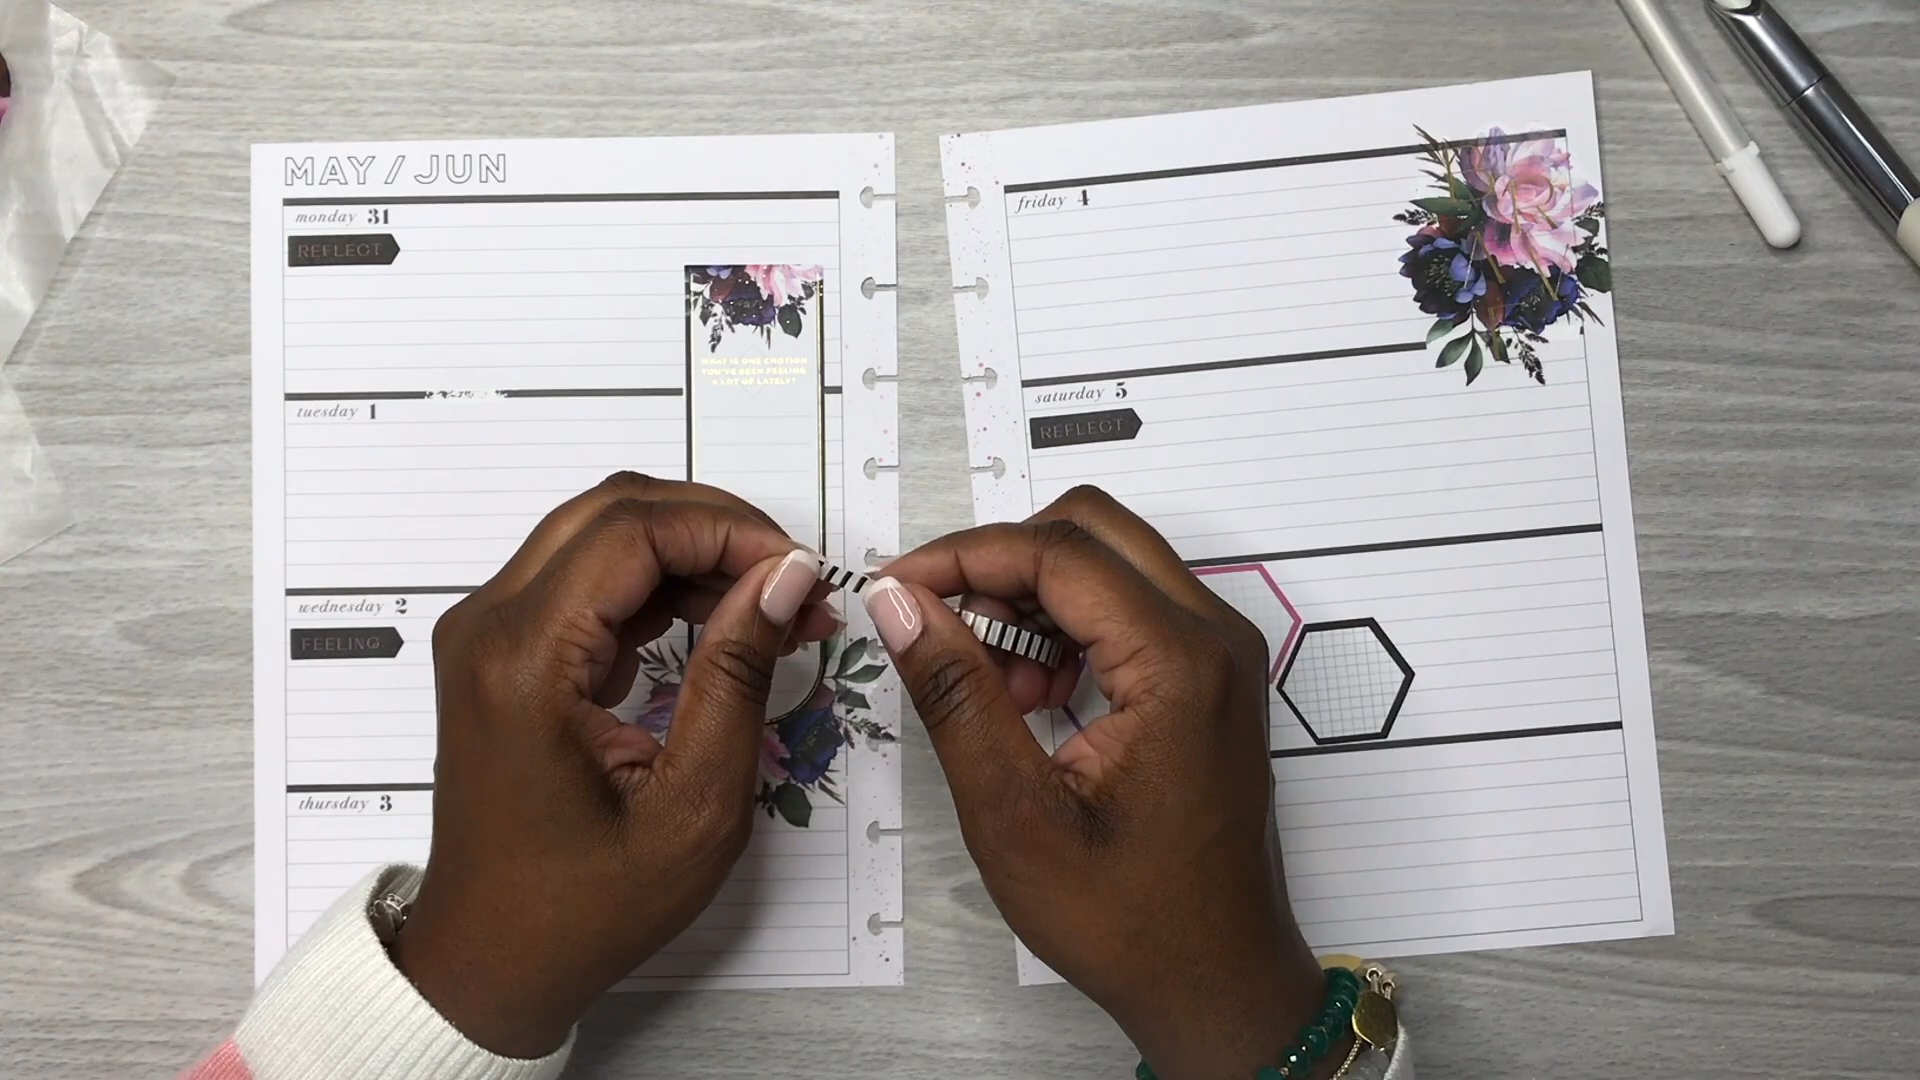 MAY / JUN
monday 31
REFLECT
WHAT IS ONE EMOTION
YOU'VE BEEN FEELING
A LOT OF LATELY?
tuesday 1
wednesday 2
FEELING
thursday 3
friday 4
saturday 5
REFLECT